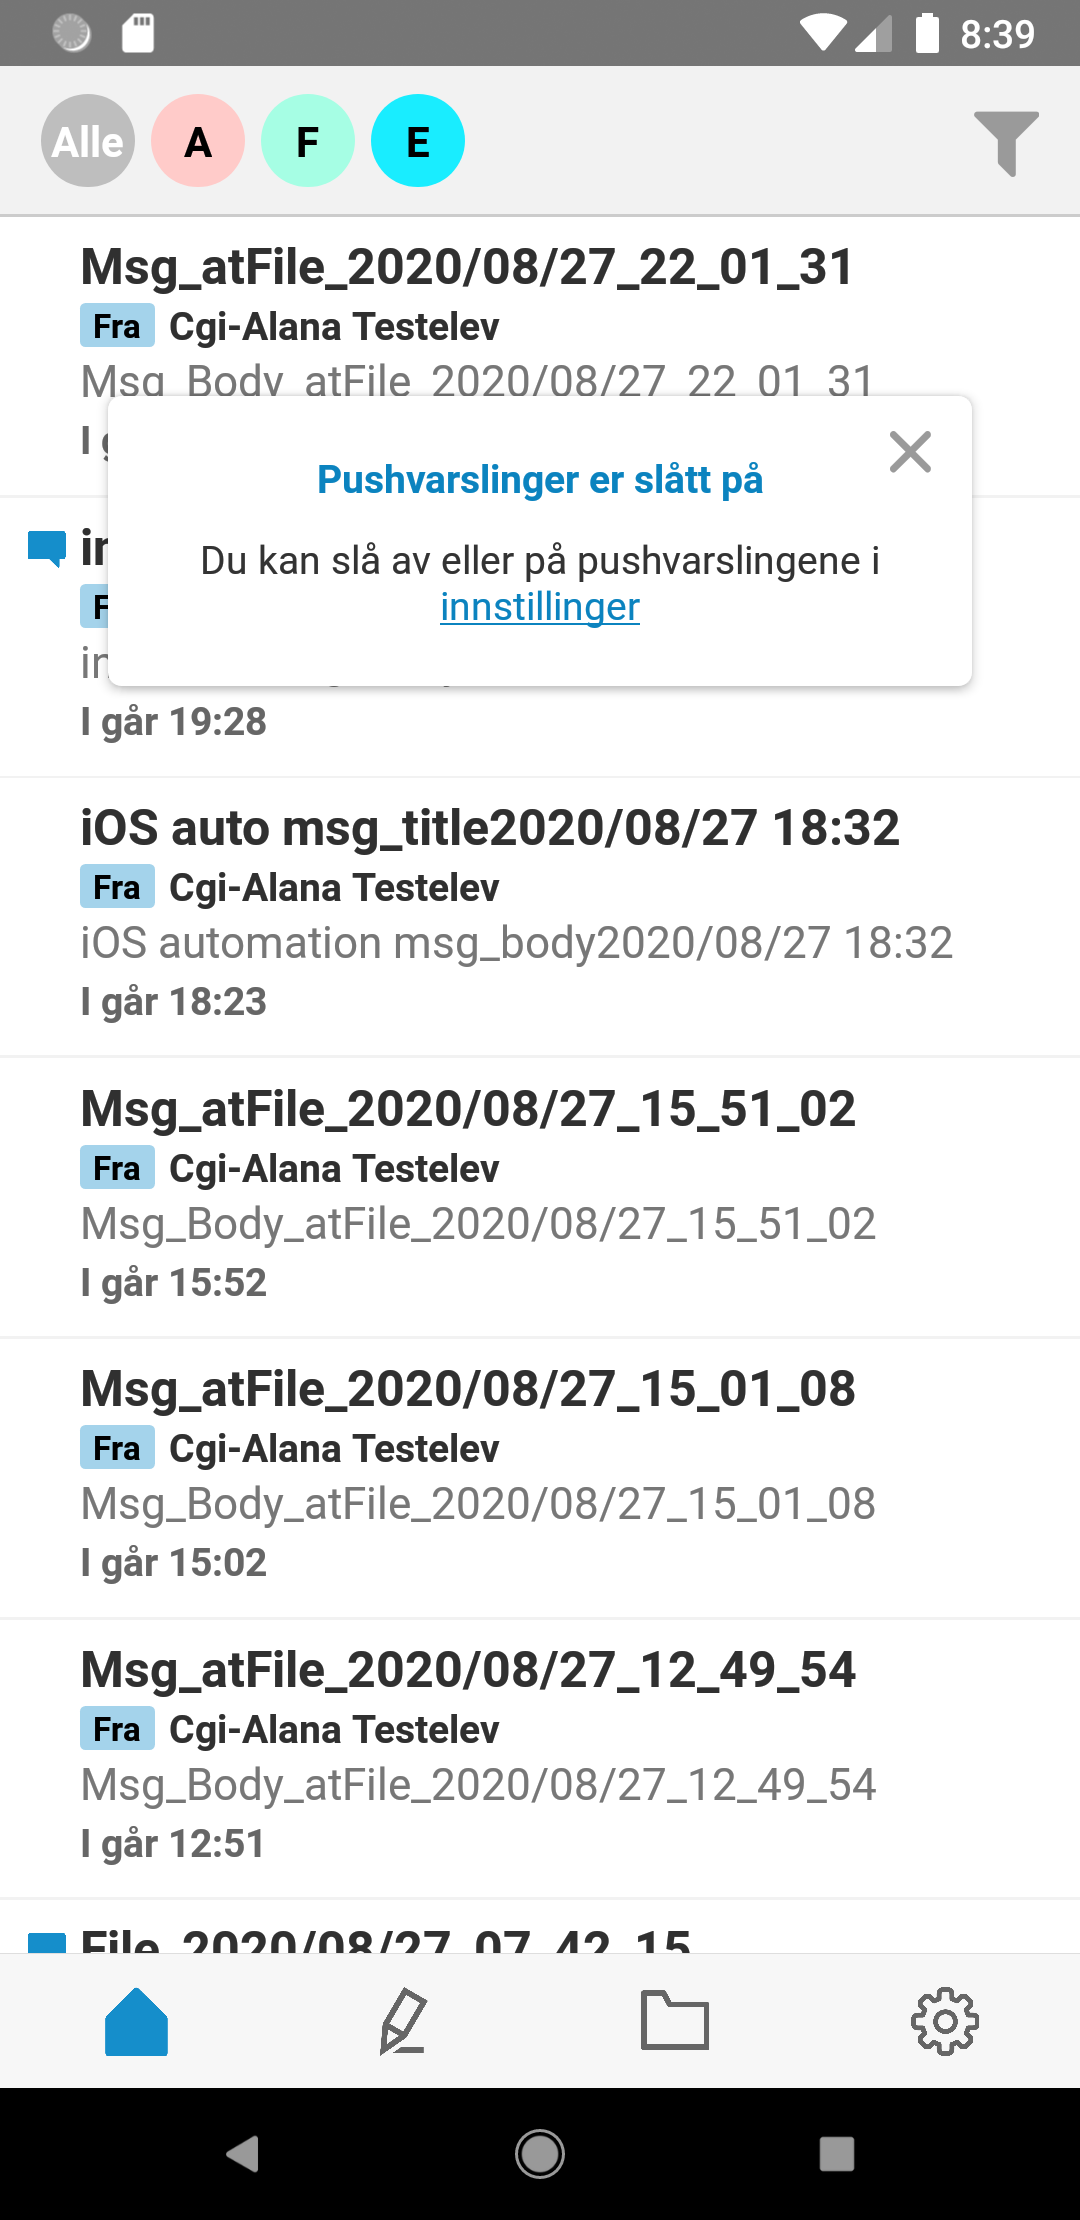 8:39
Alle A F E
Msg_atFile_2020/08/27_22_01_31
Fra Cgi-Alana Testelev
Msg_Body_atFile_2020/08/27_22_01_31
I
Pushvarslinger er slått på
Du kan slå av eller på pushvarslingene i
innstillinger
I går 19:28
iOS auto msg_title2020/08/27 18:32
Fra Cgi-Alana Testelev
iOS automation msg_body2020/08/27 18:32
I går 18:23
Msg_atFile_2020/08/27_15_51_02
Fra Cgi-Alana Testelev
Msg_Body_atFile_2020/08/27_15_51_02
I går 15:52
Msg_atFile_2020/08/27_15_01_08
Fra Cgi-Alana Testelev
Msg_Body_atFile_2020/08/27_15_01_08
I går 15:02
Msg_atFile_2020/08/27_12_49_54
Fra Cgi-Alana Testelev
Msg_Body_atFile_2020/08/27_12_49_54
I går 12:51
File_2020/08/27_07_42_15